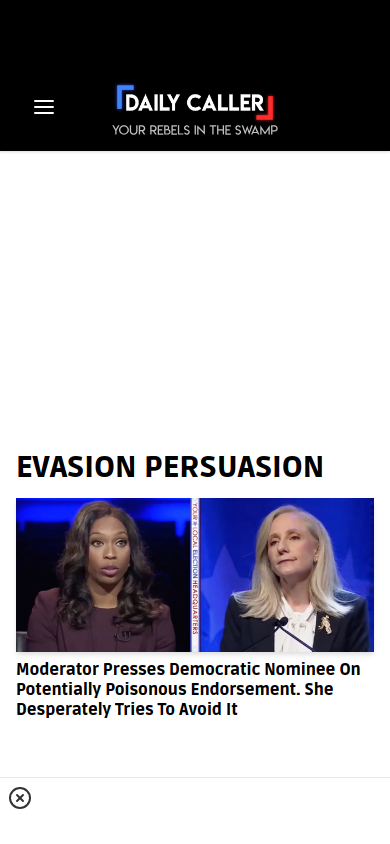 DAILY CALLER
YOUR REBELS IN THE SWAMP
EVASION PERSUASION
YOUR LOCAL ELECTION HEADQUARTERS
Moderator Presses Democratic Nominee On
Potentially Poisonous Endorsement. She
Desperately Tries To Avoid It